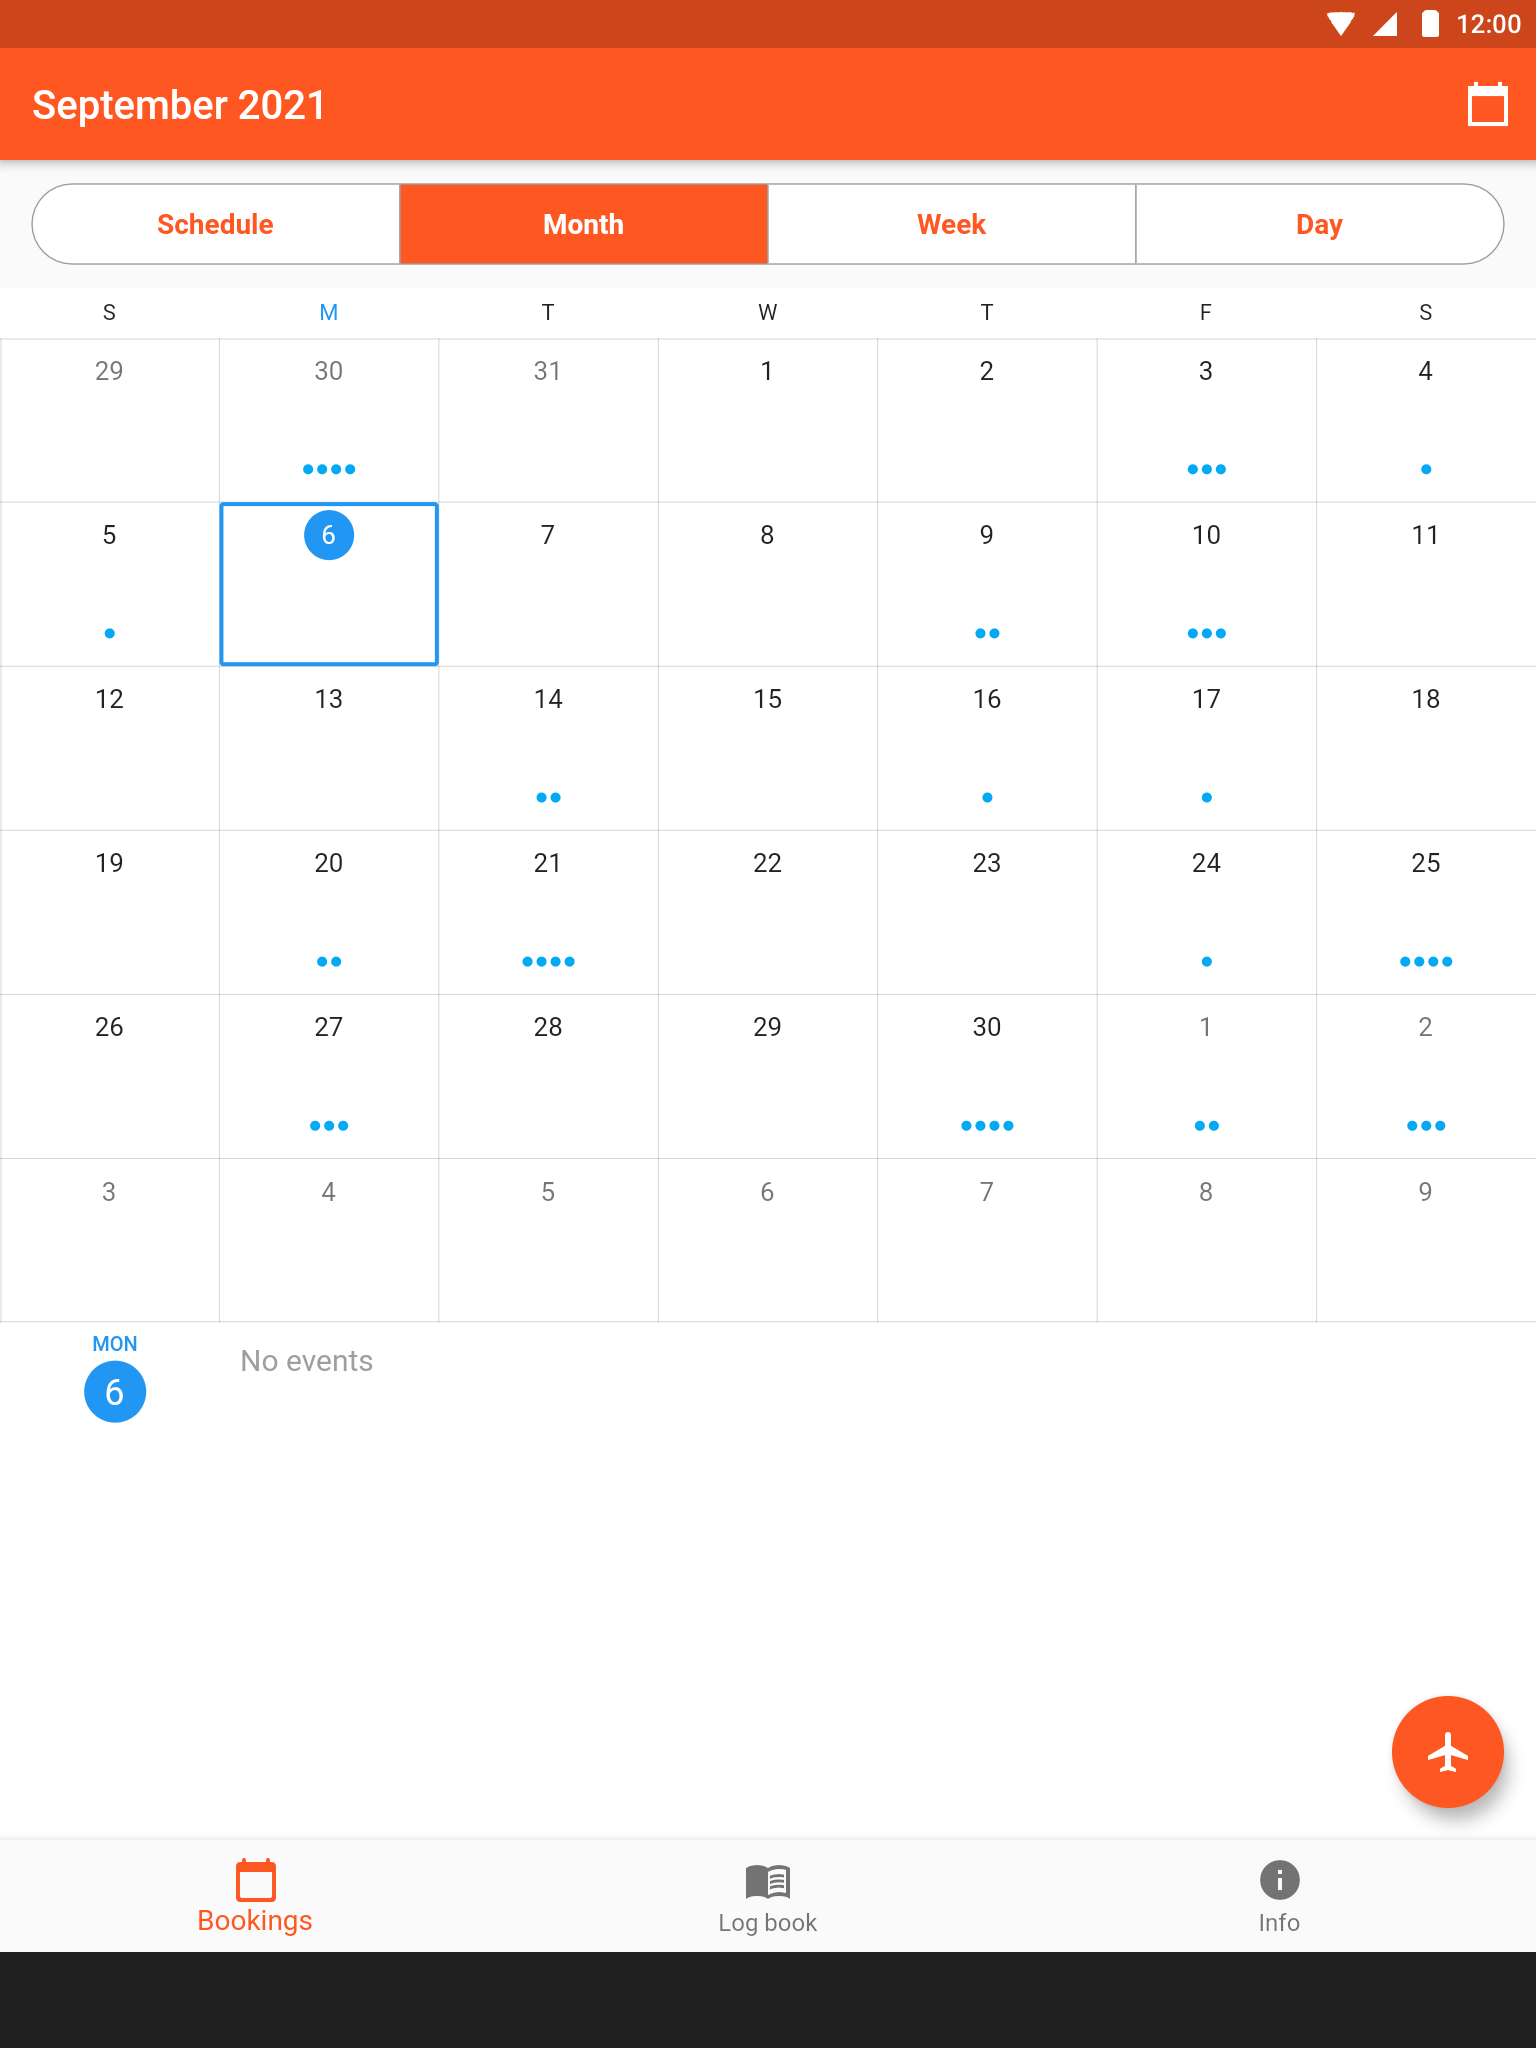 12:00
September 2021
Schedule Month Week Day
S M T W T F S
29 30 31 1 2 3 4
5 6 7 8 9 10 11
12 13 14 15 16 17 18
19 20 21 22 23 24 25
26 27 28 29 30 1 2
3 4 5 6 7 8 9
MON
No events
6
Bookings Log book Info